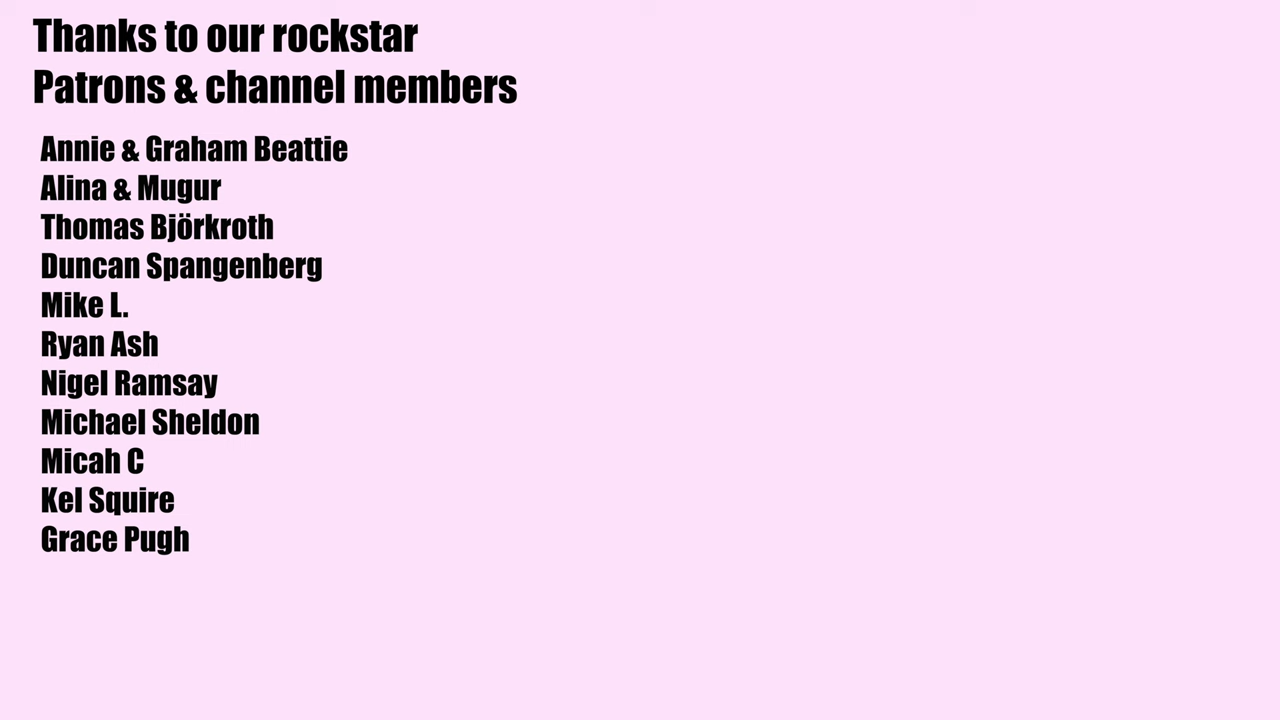 Thanks to our rockstar
Patrons & channel members
Annie & Graham Beattie
Alina & Mugur
Thomas Björkroth
Duncan Spangenberg
Mike L.
Ryan Ash
Nigel Ramsay
Michael Sheldon
Micah C
Kel Squire
Grace Pugh